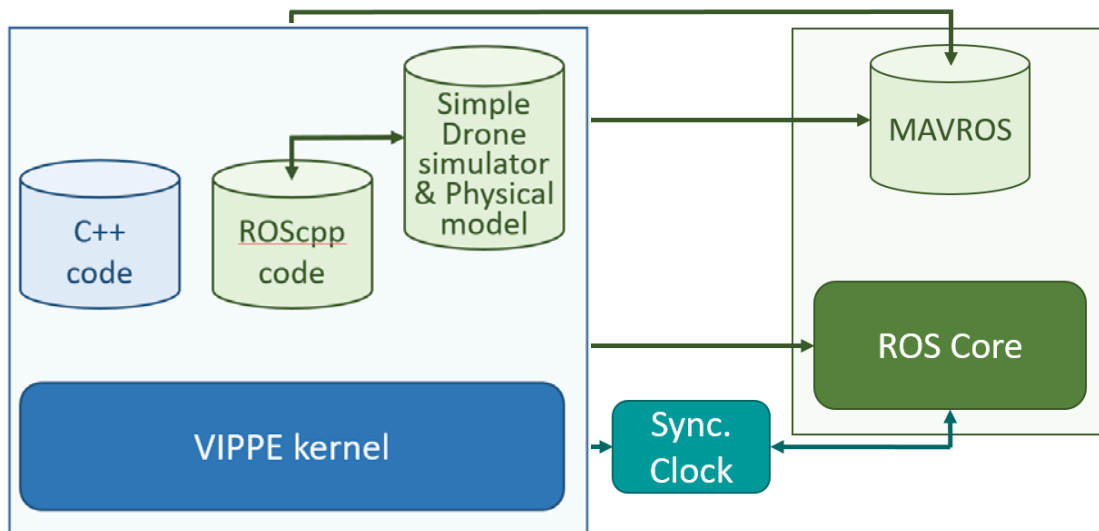 Simple
Drone
simulator
& Physical
model
MAVROS
C++
code
ROScpp
code
ROS Core
VIPPE kernel
Sync.
Clock